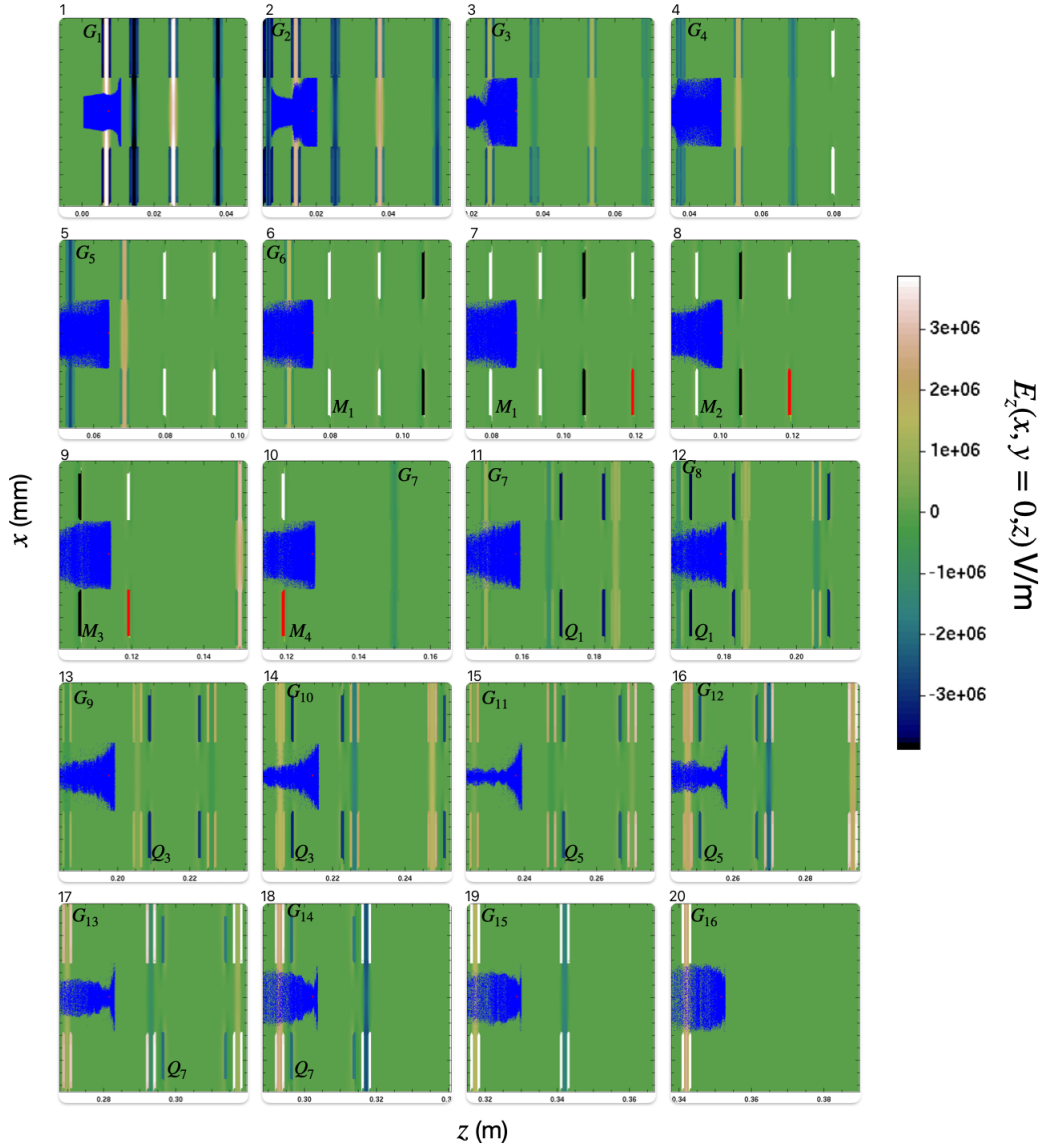 1 2 3 4
G1 G2 G3 G4
0.00 0.02 0.04
0.02 0.04 0.06
0.02 0.04 0.06
0.04 0.06 0.08
5 6 7 8
G5 G6
M1 M1 M2
0.06 0.08 0.10
0.08 0.10
0.08 0.10 0.12
0.10 0.12
9 10 11 12
G7 G7 G8
M3 M4 Q1 Q1
0.12 0.14
0.12 0.14 0.16
0.16 0.18
0.18 0.20
13 14 15 16
G9 G10 G11 G12
Q3 Q3 Q5 Q5
0.20 0.22
0.22 0.24
0.24 0.26
0.26 0.28
17 18 19 20
G13 G14 G15 G16
Q7 Q7
0.28 0.30
0.30 0.32
0.32 0.34 0.36
0.34 0.36 0.38
x (mm)
z (m)
3e+06
2e+06
1e+06
0
-1e+06
-2e+06
-3e+06
Ez(x, y = 0,z) V/m